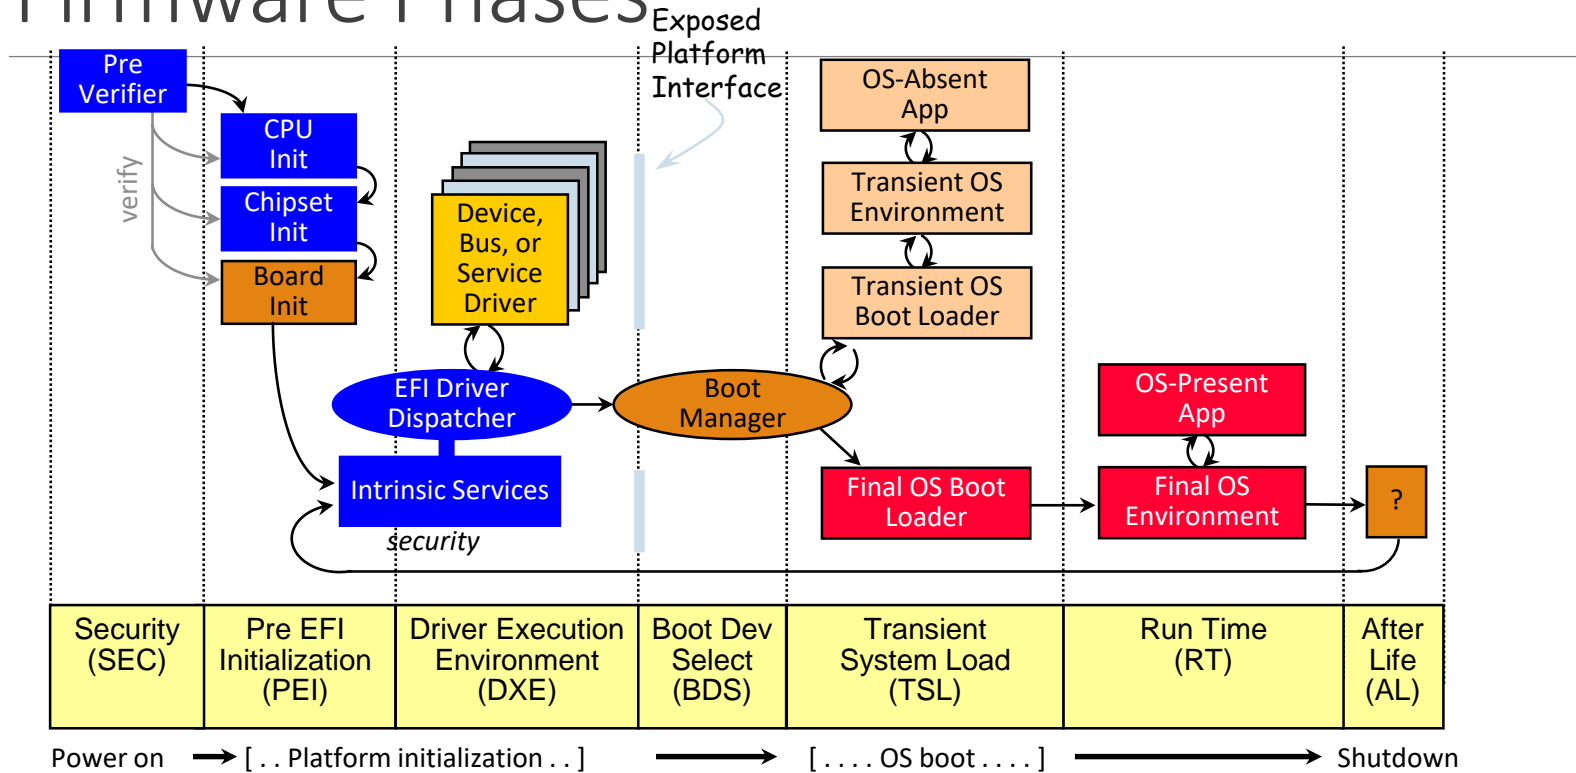 Firmware Phases
Exposed
Platform
Interface
Pre
Verifier
verify
CPU
Init
Chipset
Init
Board
Init
Device,
Bus, or
Service
Driver
EFI Driver
Dispatcher
Intrinsic Services
security
Boot
Manager
OS-Absent
App
Transient OS
Environment
Transient OS
Boot Loader
Final OS Boot
Loader
OS-Present
App
Final OS
Environment
?
Security
(SEC)
Pre EFI
Initialization
(PEI)
Driver Execution
Environment
(DXE)
Boot Dev
Select
(BDS)
Transient
System Load
(TSL)
Run Time
(RT)
After
Life
(AL)
Power on
[ . . Platform initialization . . ]
[ . . . . OS boot . . . . ]
Shutdown